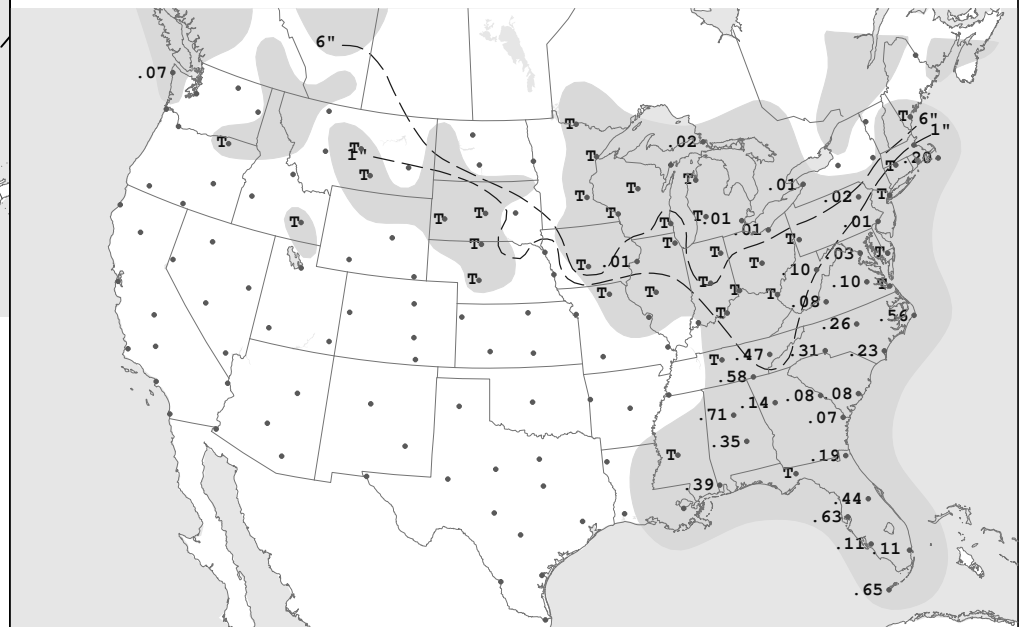 6"
.07
T
6"
T
1"
.02
T
T
1"
T
T
.20
T
T
T
.01
T
.02
T
T
T
T
T
.01
T
.01
.01
T
T
T
T
.03
T
T
.01
T
.10
T
T
.10
T
T
T
T
T
.08
T
.56
.26
T
.47
.31
.23
.58
.08
.08
.14
.71
.07
.35
T
.19
T
.39
.44
.63
.11
.11
.65